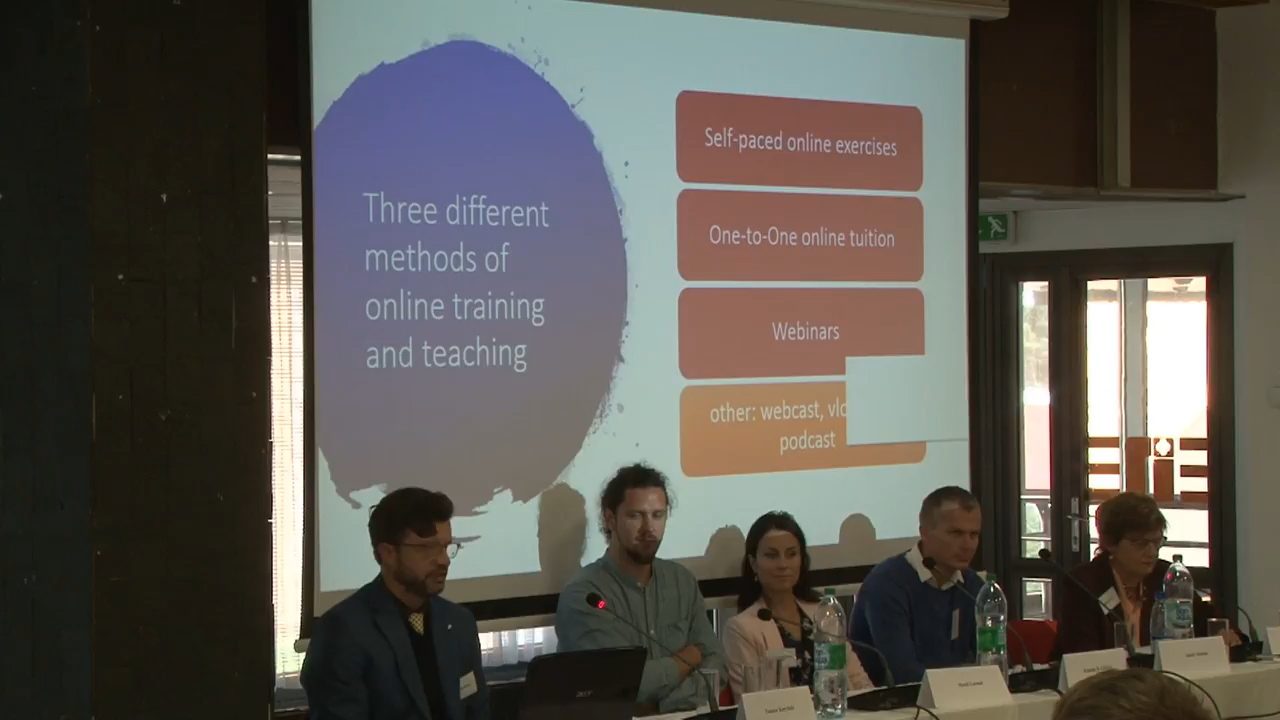 Three different
methods of
online training
and teaching
Self-paced online exercises
One-to-One online tuition
Webinars
other: webcast,
podcast
acer